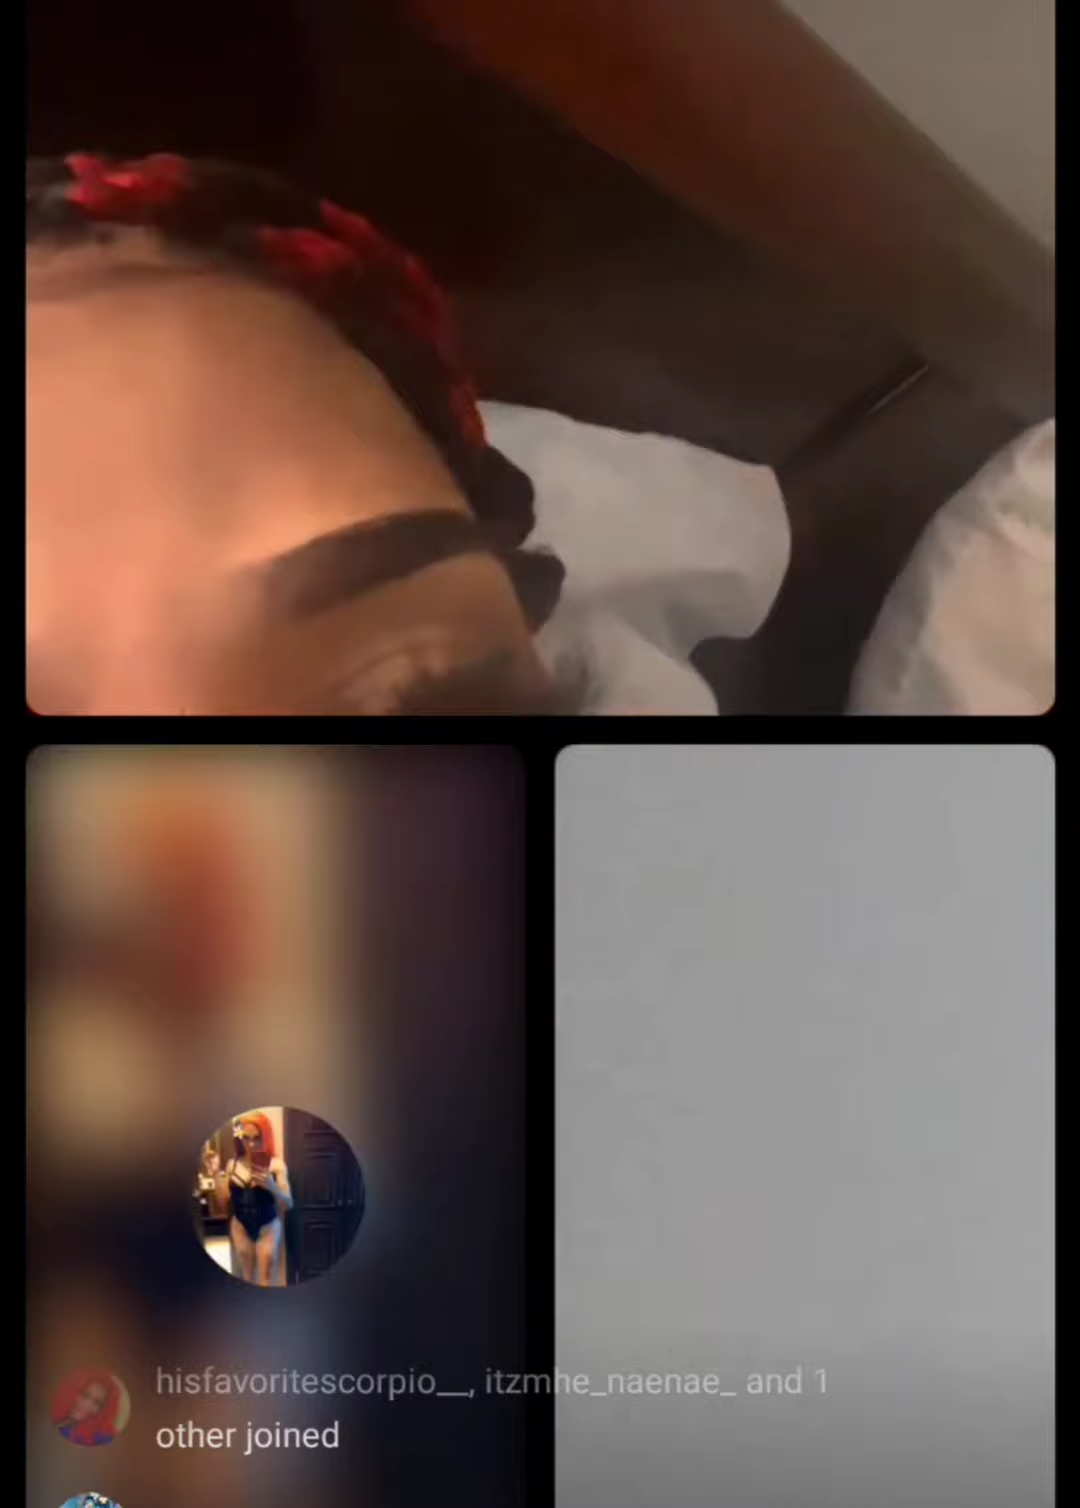 hisfavoritescorpio__, itzmhe_naenae_ and 1
other joined